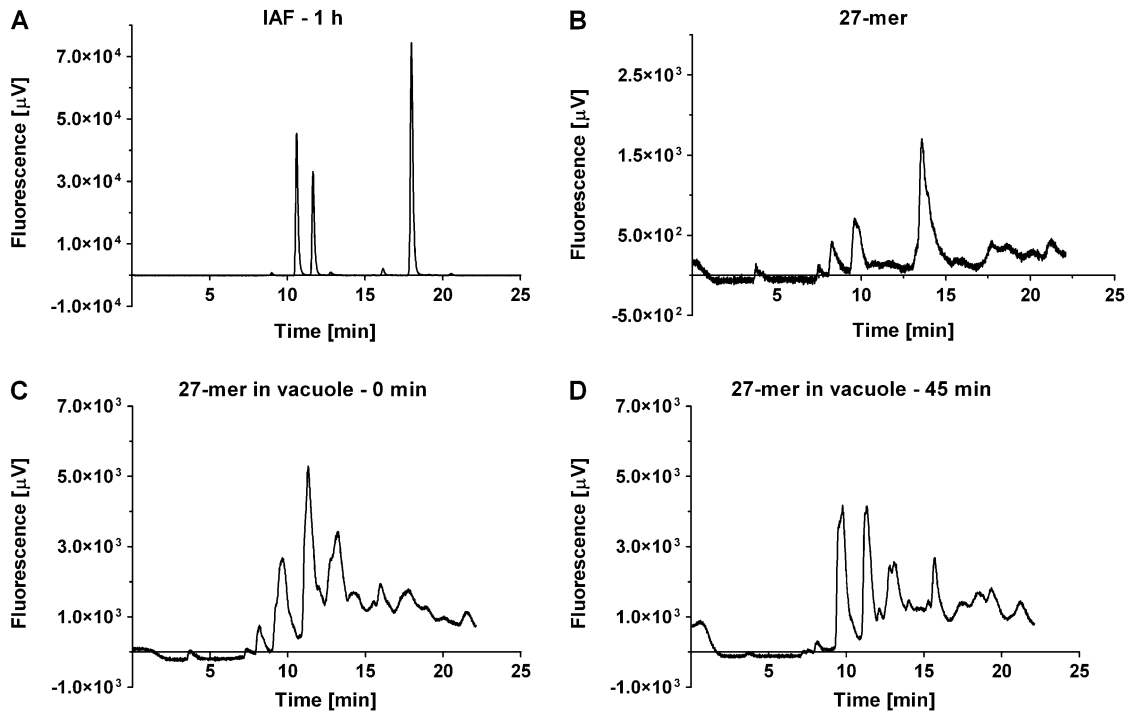 A
IAF - 1 h
Fluorescence [µV]
7.0×10⁴
5.0×10⁴
3.0×10⁴
1.0×10⁴
-1.0×10⁴
5 10 15 20 25
Time [min]
B
27-mer
Fluorescence [µV]
2.5×10³
1.5×10³
5.0×10²
-5.0×10²
5 10 15 20 25
Time [min]
C
27-mer in vacuole - 0 min
Fluorescence [µV]
7.0×10³
5.0×10³
3.0×10³
1.0×10³
-1.0×10³
5 10 15 20 25
Time [min]
D
27-mer in vacuole - 45 min
Fluorescence [µV]
7.0×10³
5.0×10³
3.0×10³
1.0×10³
-1.0×10³
5 10 15 20 25
Time [min]